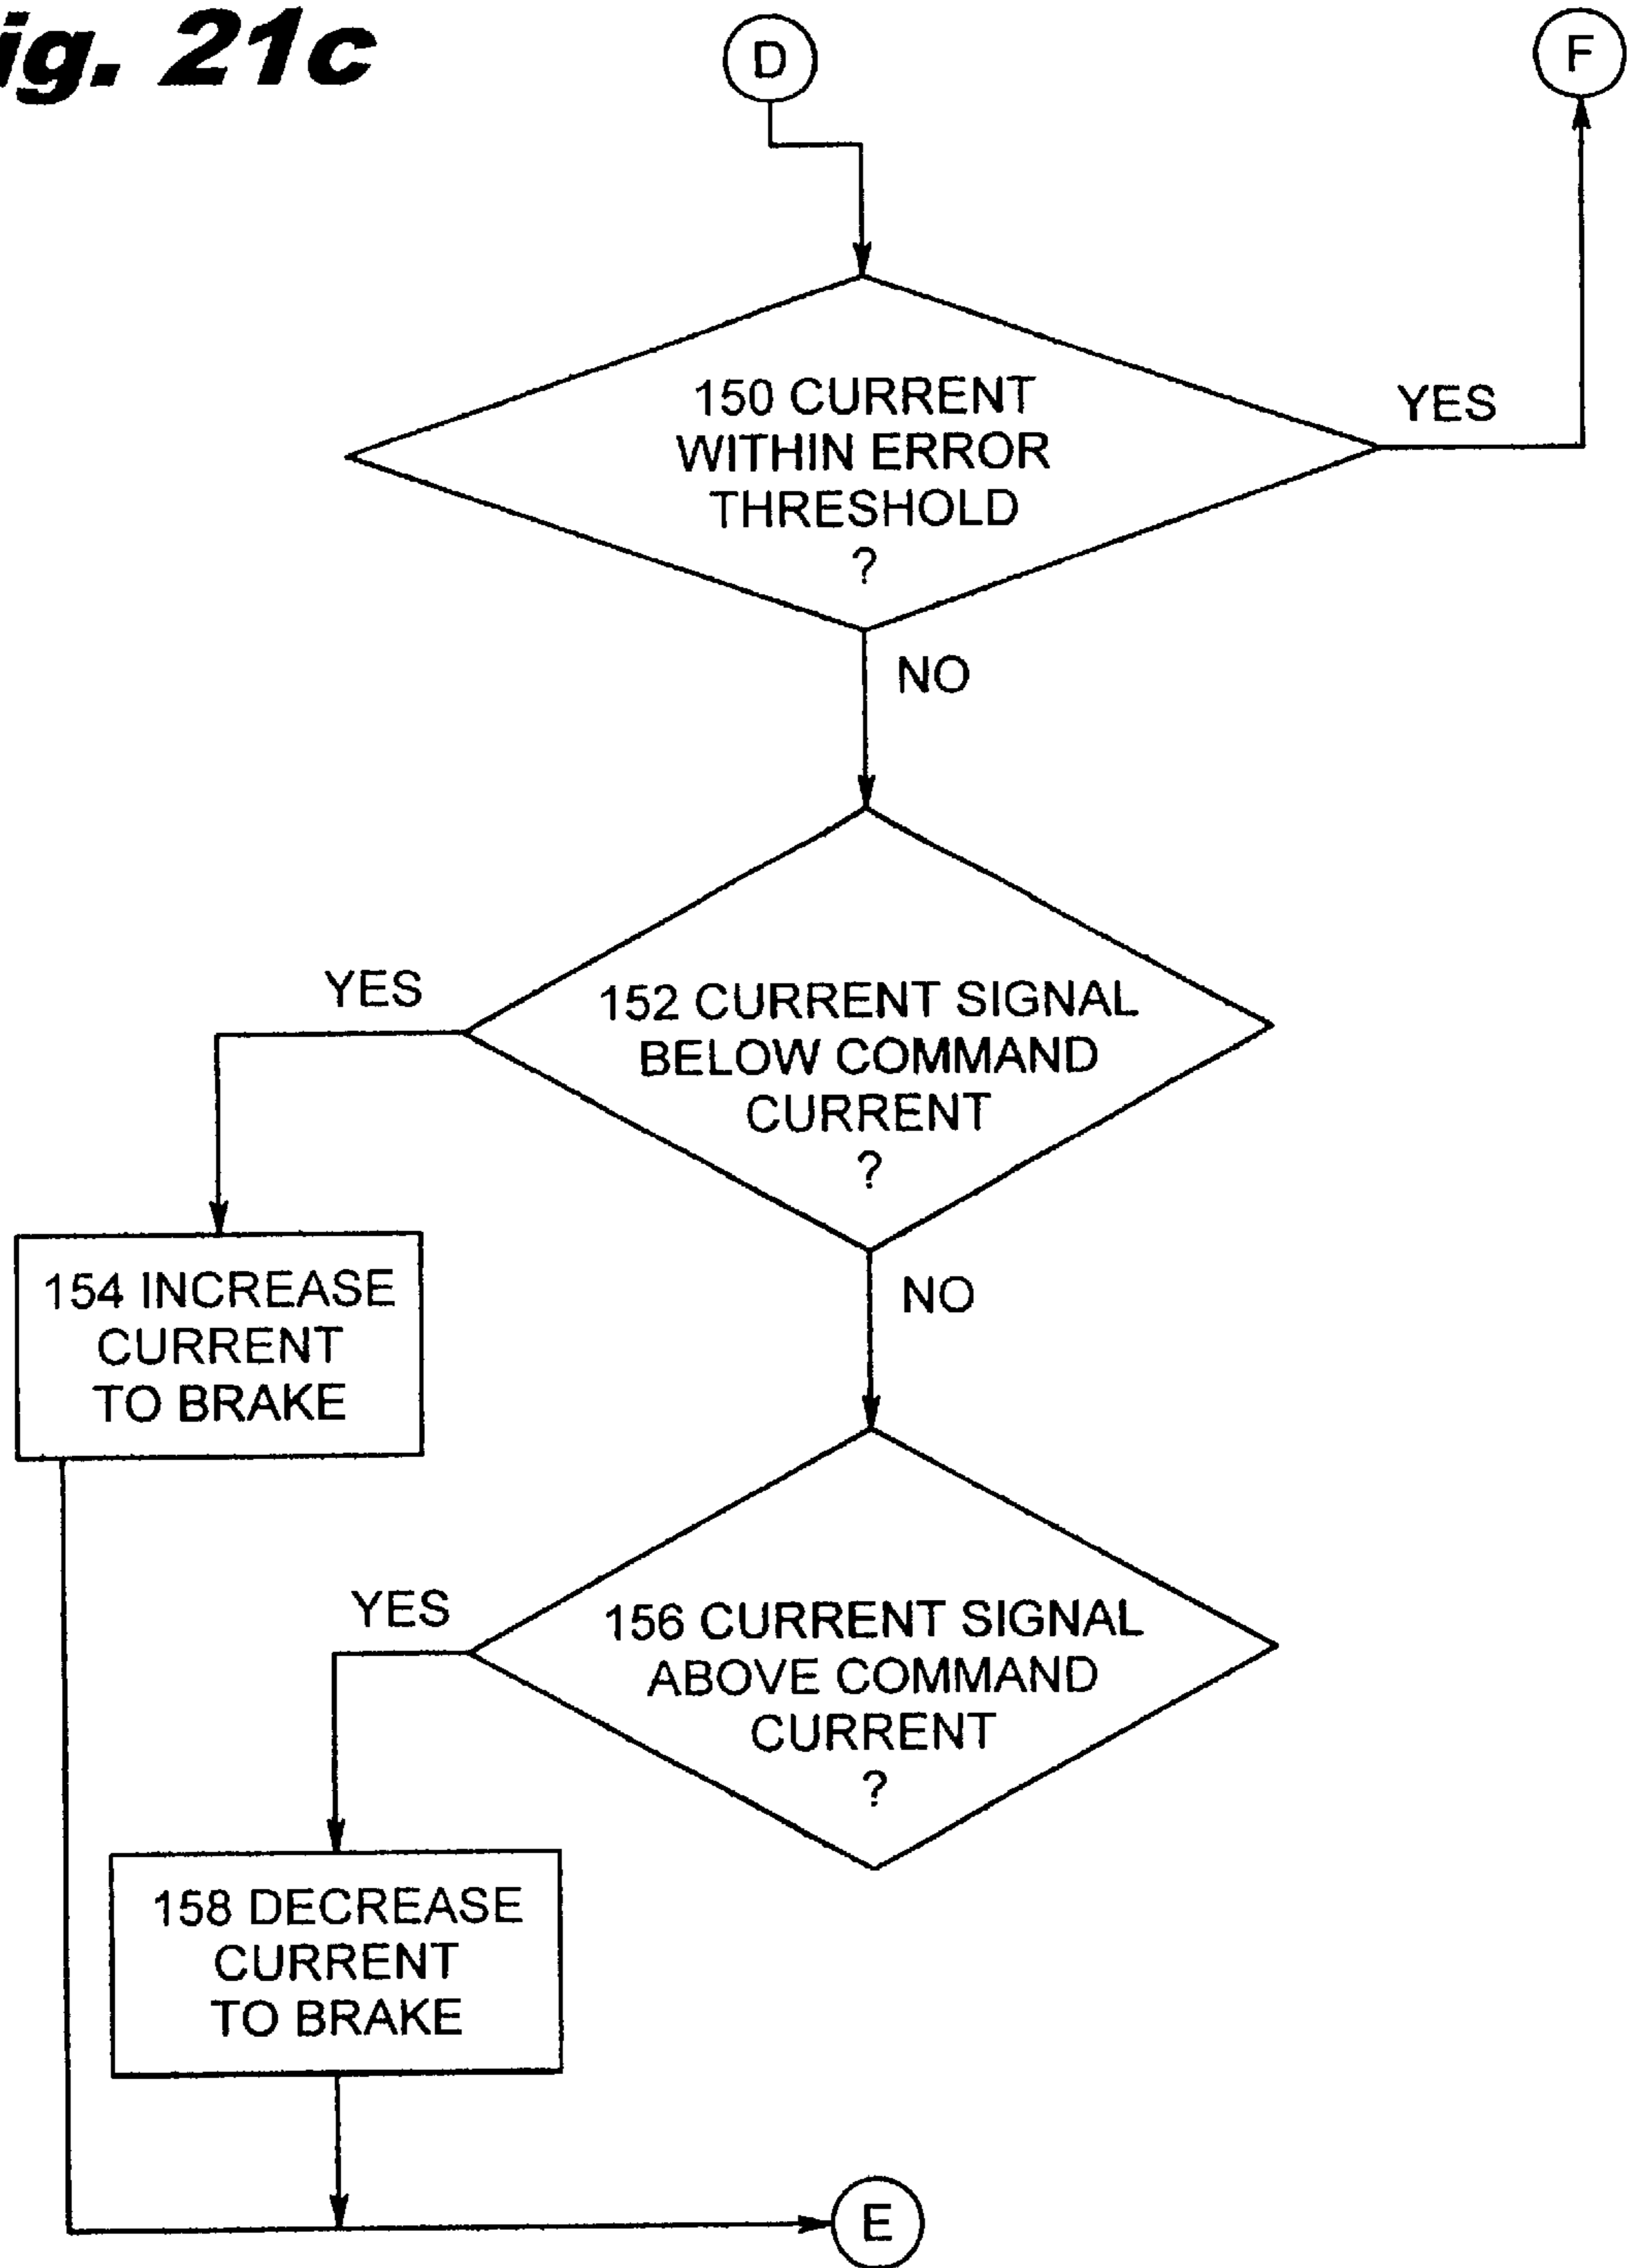 ig. 21c
D
F
150 CURRENT
WITHIN ERROR
THRESHOLD
?
YES
NO
152 CURRENT SIGNAL
BELOW COMMAND
CURRENT
?
YES
154 INCREASE
CURRENT
TO BRAKE
NO
156 CURRENT SIGNAL
ABOVE COMMAND
CURRENT
?
YES
158 DECREASE
CURRENT
TO BRAKE
E